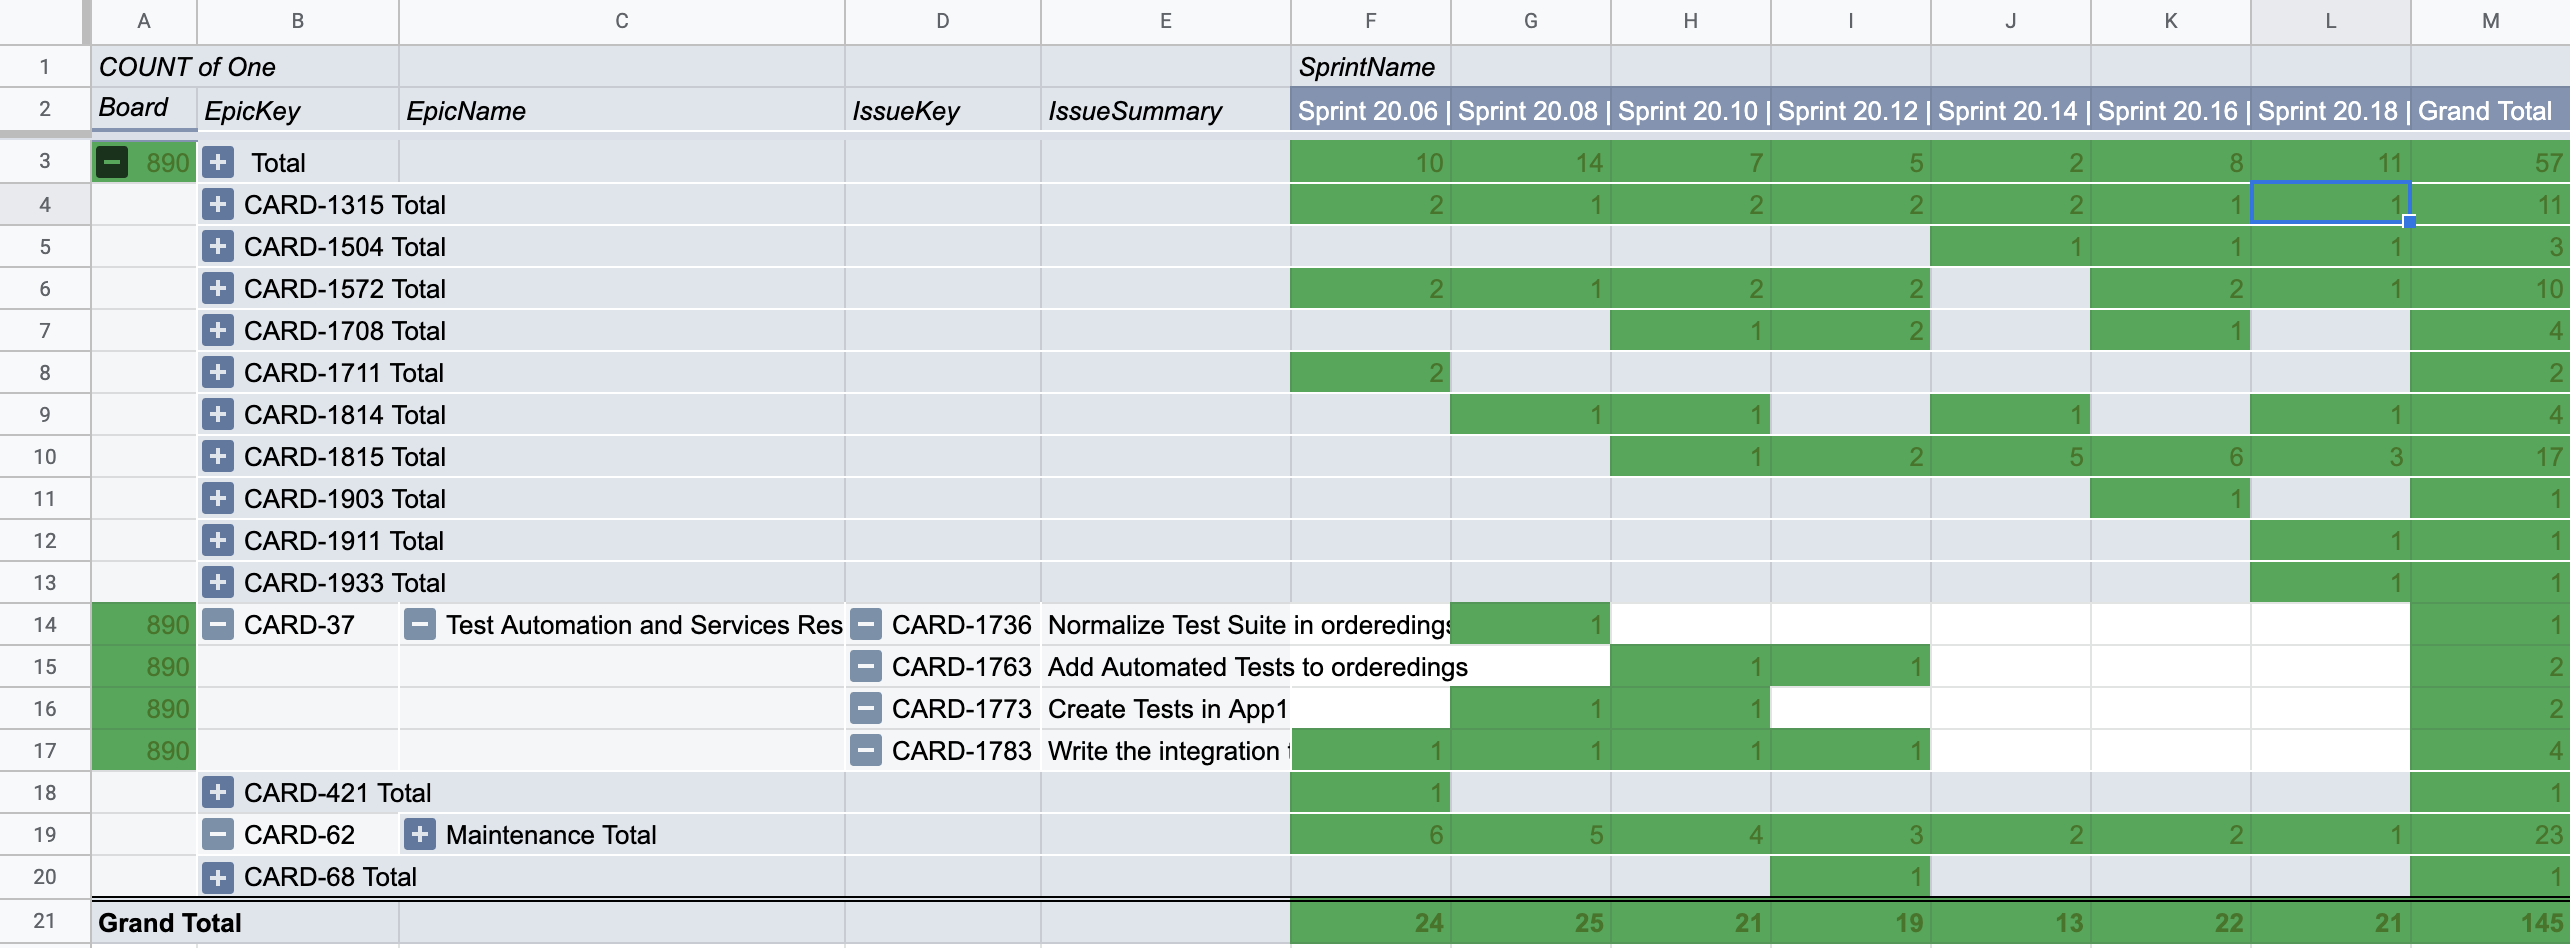 A B C D E F G H I J K L M
1 COUNT of One SprintName
2 Board EpicKey EpicName IssueKey IssueSummary Sprint 20.06 | Sprint 20.08 | Sprint 20.10 | Sprint 20.12 | Sprint 20.14 | Sprint 20.16 | Sprint 20.18 | Grand Total
3 890 Total 10 14 7 5 2 8 11 57
4 CARD-1315 Total 2 1 2 2 2 1 1 11
5 CARD-1504 Total 1 1 1 3
6 CARD-1572 Total 2 1 2 2 2 1 10
7 CARD-1708 Total 1 2 1 4
8 CARD-1711 Total 2 2
9 CARD-1814 Total 1 1 1 1 4
10 CARD-1815 Total 1 2 5 6 3 17
11 CARD-1903 Total 1 1
12 CARD-1911 Total 1 1
13 CARD-1933 Total 1 1
14 890 CARD-37 Test Automation and Services Res CARD-1736 Normalize Test Suite in orderedings 1 1
15 890 CARD-1763 Add Automated Tests to orderedings 1 1 2
16 890 CARD-1773 Create Tests in App1 1 1 2
17 890 CARD-1783 Write the integration 1 1 1 1 4
18 CARD-421 Total 1 1
19 CARD-62 Maintenance Total 6 5 4 3 2 2 1 23
20 CARD-68 Total 1 1
21 Grand Total 24 25 21 19 13 22 21 145